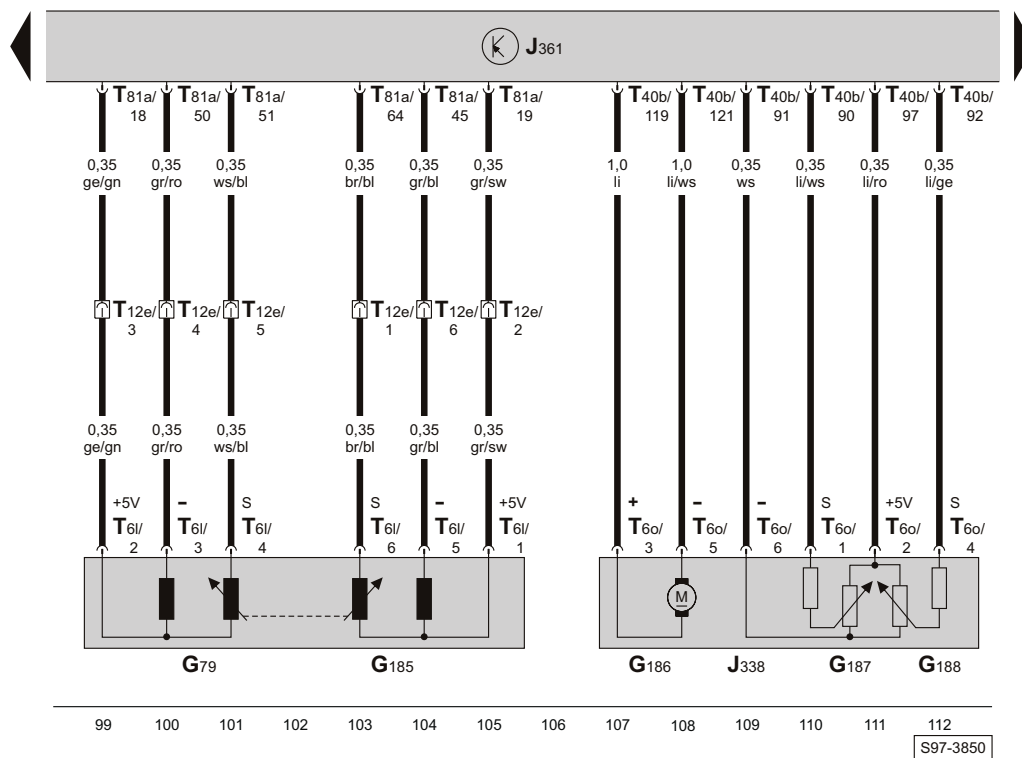 J361
T81a/ T81a/ T81a/ T81a/ T81a/ T81a/ T40b/ T40b/ T40b/ T40b/ T40b/ T40b/
18 50 51 64 45 19 119 121 91 90 97 92
0,35 0,35 0,35 0,35 0,35 0,35 1,0 1,0 0,35 0,35 0,35 0,35
ge/gn gr/ro ws/bl br/bl gr/bl gr/sw li li/ws ws li/ws li/ro li/ge
T12e/ T12e/ T12e/ T12e/ T12e/ T12e/
3 4 5 1 6 2
0,35 0,35 0,35 0,35 0,35 0,35
ge/gn gr/ro ws/bl br/bl gr/bl gr/sw
+5V – S S – +5V + – – S +5V S
T6l/ T6l/ T6l/ T6l/ T6l/ T6l/ T6o/ T6o/ T6o/ T6o/ T6o/ T6o/
2 3 4 6 5 1 3 5 6 1 2 4
M
G79 G185 G186 J338 G187 G188
99 100 101 102 103 104 105 106 107 108 109 110 111 112
S97-3850